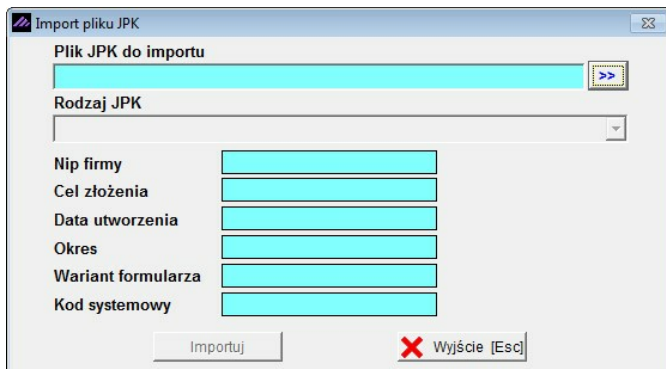 Import pliku JPK
Plik JPK do importu
>>
Rodzaj JPK
Nip firmy
Cel złożenia
Data utworzenia
Okres
Wariant formularza
Kod systemowy
Importuj
Wyjście [Esc]